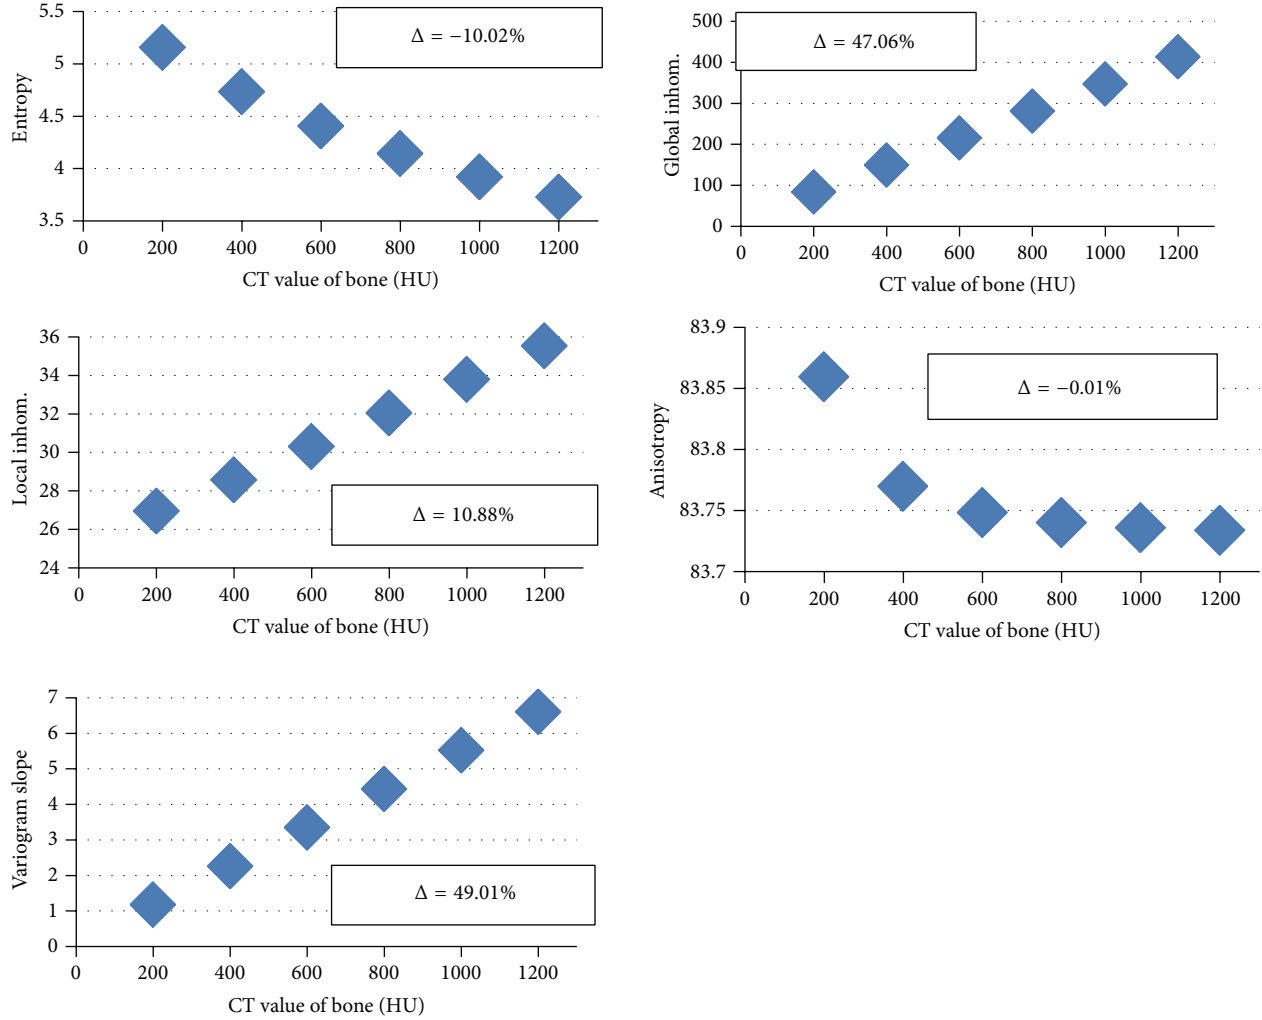 5.5
5
4.5
4
3.5
Entropy
Δ = −10.02%
0 200 400 600 800 1000 1200
CT value of bone (HU)
500
400
300
200
100
0
Global inhom.
Δ = 47.06%
0 200 400 600 800 1000 1200
CT value of bone (HU)
36
34
32
30
28
26
24
Local inhom.
Δ = 10.88%
0 200 400 600 800 1000 1200
CT value of bone (HU)
83.9
83.85
83.8
83.75
83.7
Anisotropy
Δ = −0.01%
0 200 400 600 800 1000 1200
CT value of bone (HU)
7
6
5
4
3
2
1
0
Variogram slope
Δ = 49.01%
0 200 400 600 800 1000 1200
CT value of bone (HU)